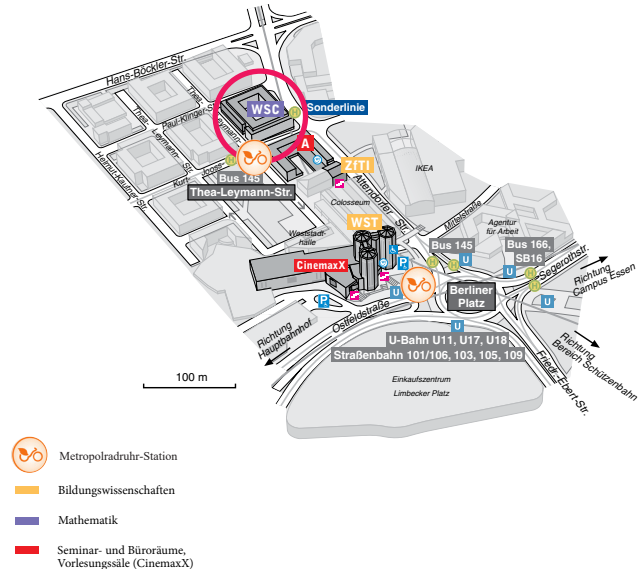 Hans-Böckler-Str.
Thea-
Leymann-Str.
WSC
H
Sonderlinie
Paul-Klinger-Str.
Thea-
Leymann-
Str.
A
H
Kurt-
Joost-
Bus 145
Thea-Leymann-Str.
Helmut-Käutner-Str.
ZfTI
Altendorfer Str.
IKEA
Colosseum
Mittelstraße
Agentur
für Arbeit
WST
Weststadt-
halle
Bus 145
H
H
U
Bus 166,
SB16
U
H
H
Segerothstr.
Richtung
Campus Essen
CinemaxX
P
U
Berliner
Platz
U
P
Ostfeldstraße
U
Richtung
Hauptbahnhof
U-Bahn U11, U17, U18
Straßenbahn 101/106, 103, 105, 109
Richtung
Bereich Schützenbahn
Friedr.-Ebert-Str.
100 m
Einkaufszentrum
Limbecker Platz
Metropolradruhr-Station
Bildungswissenschaften
Mathematik
Seminar- und Büroräume,
Vorlesungssäle (CinemaxX)